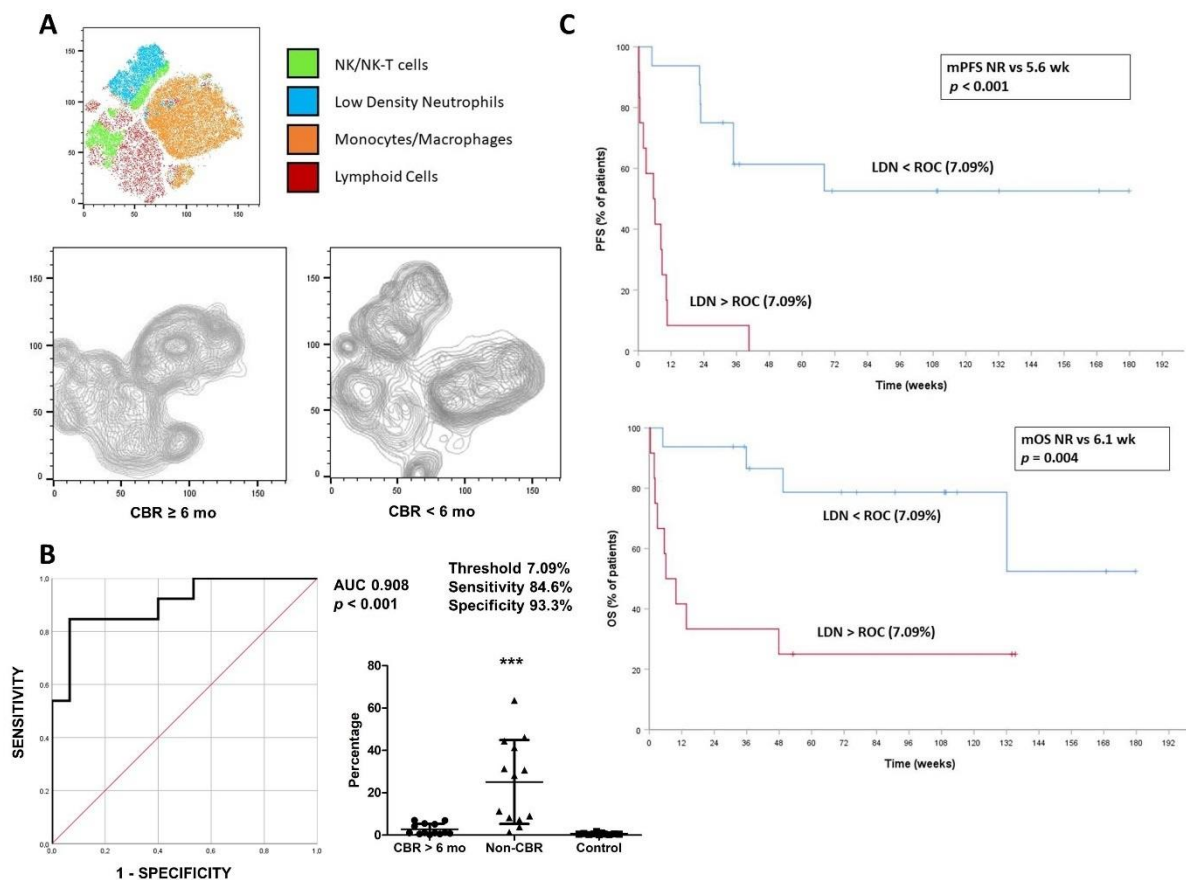 A
150
100
50
0
0
50
100
150
NK/NK-T cells
Low Density Neutrophils
Monocytes/Macrophages
Lymphoid Cells
150
100
50
0
0
50
100
150
CBR ≥ 6 mo
150
100
50
0
0
50
100
150
CBR < 6 mo
B
1,0
0,8
0,6
0,4
0,2
0,0
0,0
0,2
0,4
0,6
0,8
1,0
SENSITIVITY
1 - SPECIFICITY
AUC 0.908
p < 0.001
Threshold 7.09%
Sensitivity 84.6%
Specificity 93.3%
80
60
40
20
0
Percentage
***
CBR > 6 mo
Non-CBR
Control
C
100
80
60
40
20
0
PFS (% of patients)
mPFS NR vs 5.6 wk
p < 0.001
LDN < ROC (7.09%)
LDN > ROC (7.09%)
0 12 24 36 48 60 72 84 96 108 120 132 144 156 168 180 192
Time (weeks)
100
80
60
40
20
0
OS (% of patients)
mOS NR vs 6.1 wk
p = 0.004
LDN < ROC (7.09%)
LDN > ROC (7.09%)
0 12 24 36 48 60 72 84 96 108 120 132 144 156 168 180 192
Time (weeks)